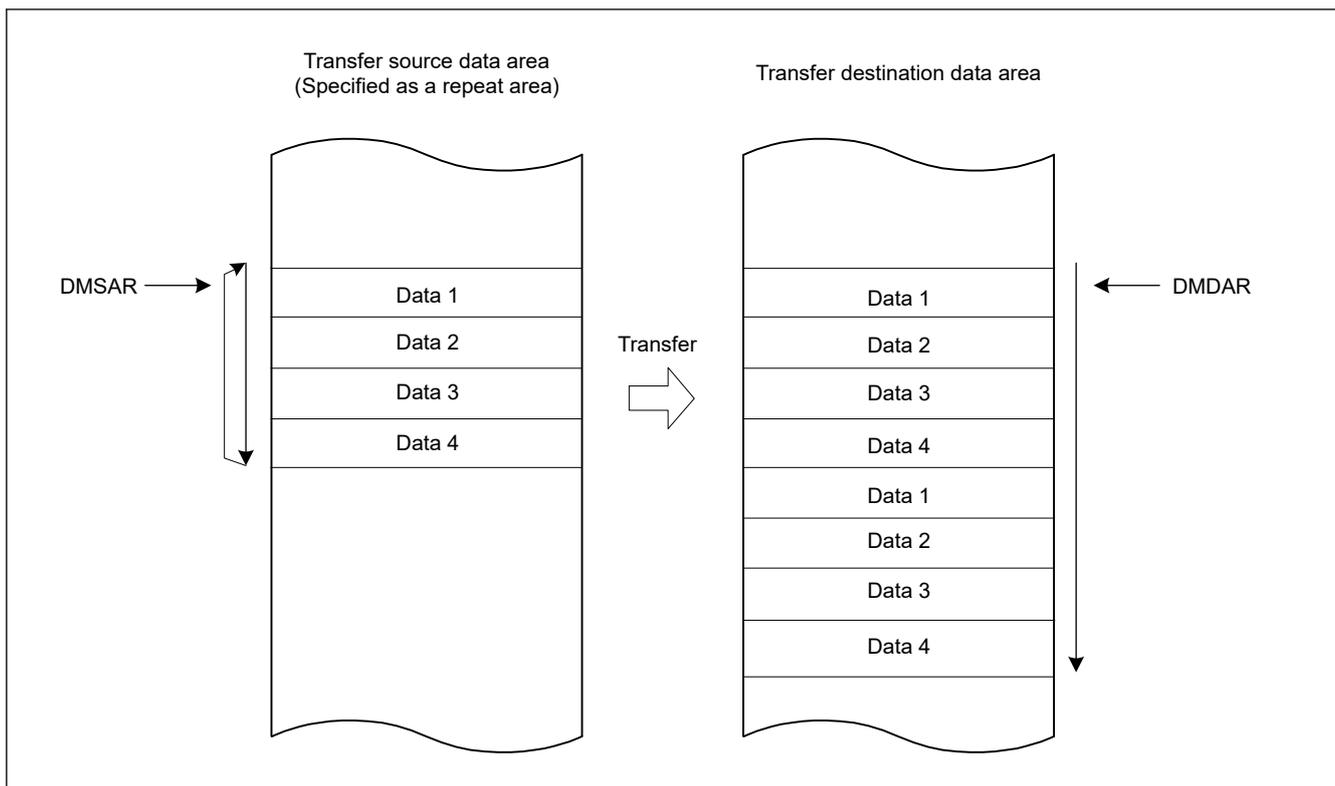 Transfer source data area
(Specified as a repeat area)
Transfer destination data area
DMSAR
Data 1
Data 2
Data 3
Data 4
Transfer
Data 1
Data 2
Data 3
Data 4
Data 1
Data 2
Data 3
Data 4
DMDAR